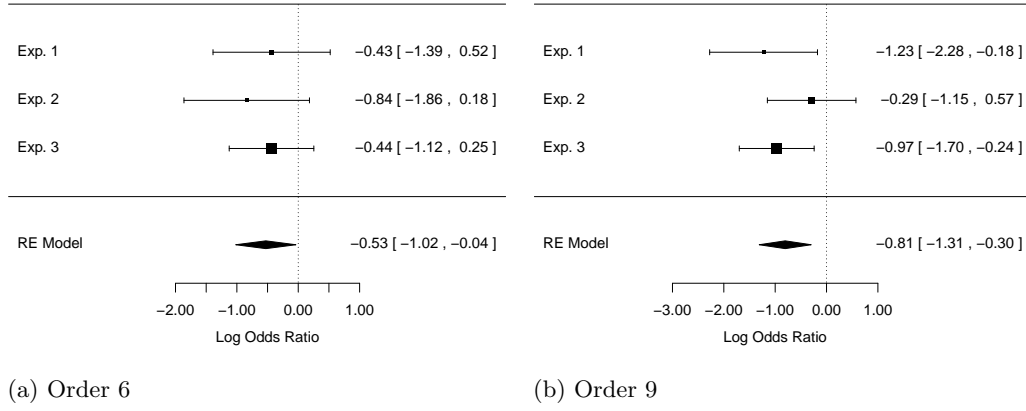 Exp. 1 −0.43 [ −1.39 , 0.52 ]
Exp. 2 −0.84 [ −1.86 , 0.18 ]
Exp. 3 −0.44 [ −1.12 , 0.25 ]
RE Model −0.53 [ −1.02 , −0.04 ]
−2.00 −1.00 0.00 1.00
Log Odds Ratio
(a) Order 6
Exp. 1 −1.23 [ −2.28 , −0.18 ]
Exp. 2 −0.29 [ −1.15 , 0.57 ]
Exp. 3 −0.97 [ −1.70 , −0.24 ]
RE Model −0.81 [ −1.31 , −0.30 ]
−3.00 −2.00 −1.00 0.00 1.00
Log Odds Ratio
(b) Order 9